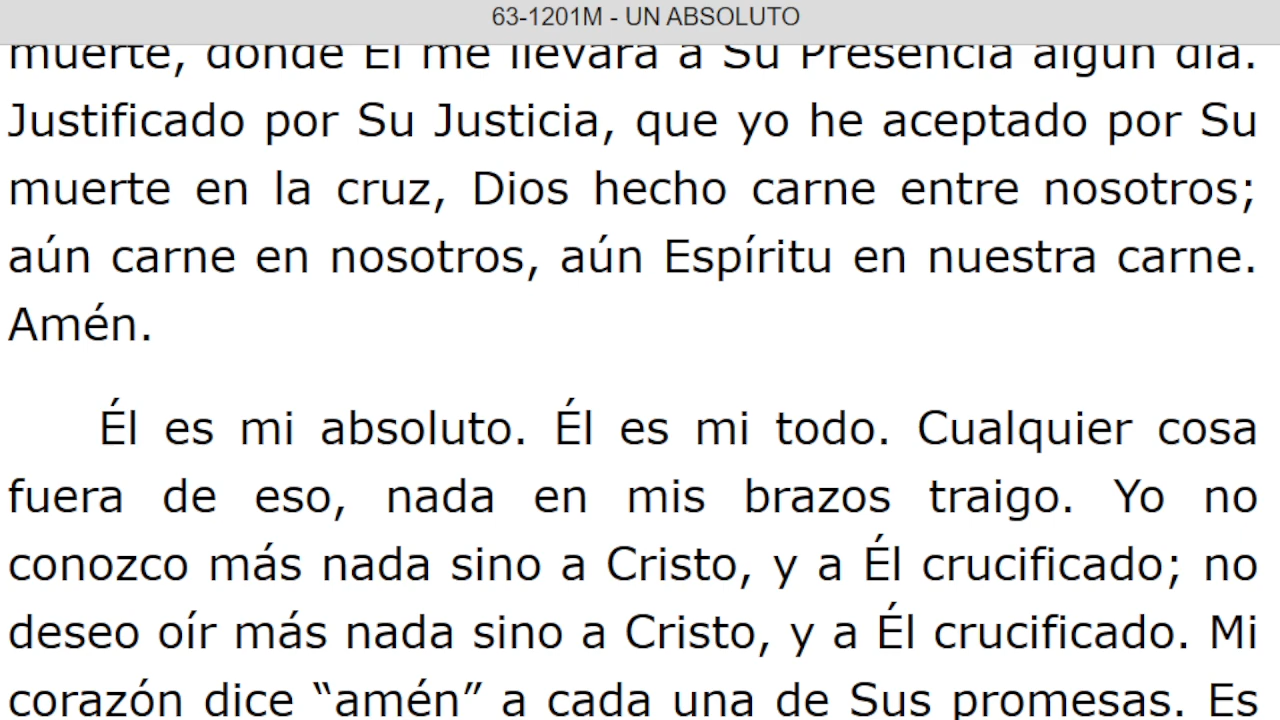 63-1201M - UN ABSOLUTO
muerte, donde Él me llevará a Su Presencia algún día.
Justificado por Su Justicia, que yo he aceptado por Su
muerte en la cruz, Dios hecho carne entre nosotros;
aún carne en nosotros, aún Espíritu en nuestra carne.
Amén.
Él es mi absoluto. Él es mi todo. Cualquier cosa
fuera de eso, nada en mis brazos traigo. Yo no
conozco más nada sino a Cristo, y a Él crucificado; no
deseo oír más nada sino a Cristo, y a Él crucificado. Mi
corazón dice “amén” a cada una de Sus promesas. Es